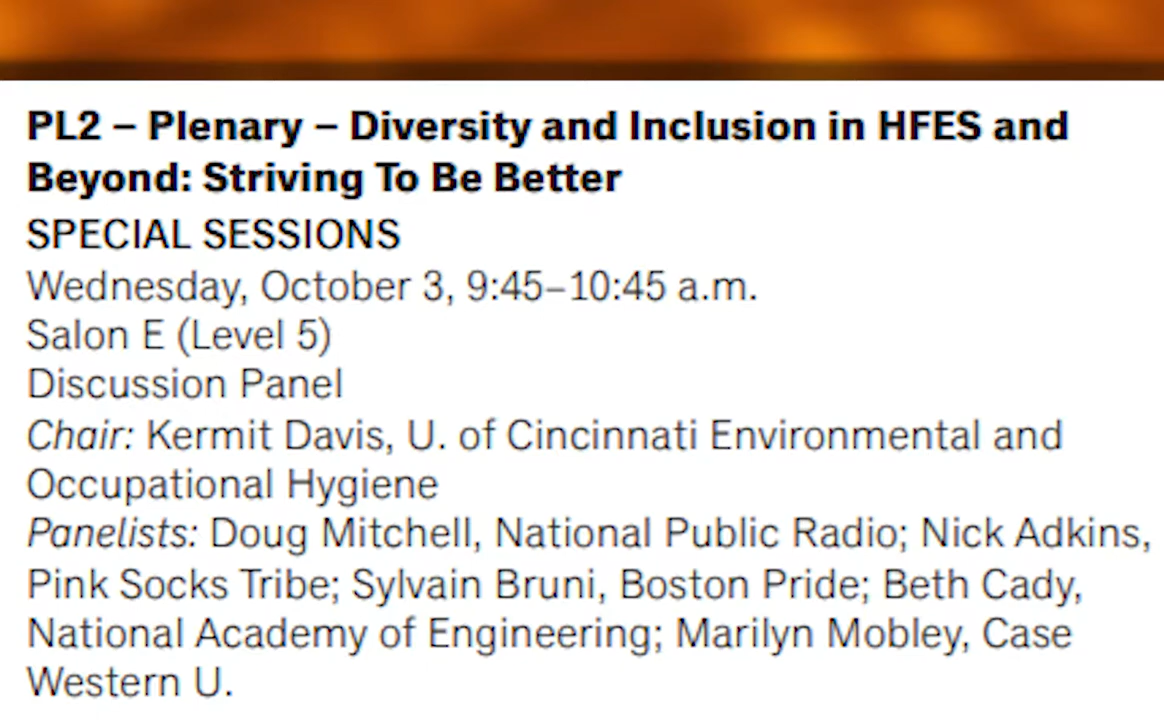 PL2 – Plenary – Diversity and Inclusion in HFES and
Beyond: Striving To Be Better
SPECIAL SESSIONS
Wednesday, October 3, 9:45–10:45 a.m.
Salon E (Level 5)
Discussion Panel
Chair: Kermit Davis, U. of Cincinnati Environmental and
Occupational Hygiene
Panelists: Doug Mitchell, National Public Radio; Nick Adkins,
Pink Socks Tribe; Sylvain Bruni, Boston Pride; Beth Cady,
National Academy of Engineering; Marilyn Mobley, Case
Western U.